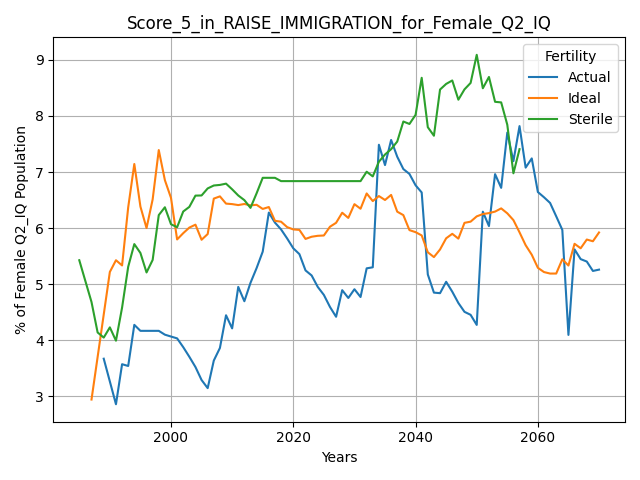 Score_5_in_RAISE_IMMIGRATION_for_Female_Q2_IQ
% of Female Q2_IQ Population
9
8
7
6
5
4
3
Fertility
Actual
Ideal
Sterile
2000
2020
2040
2060
Years